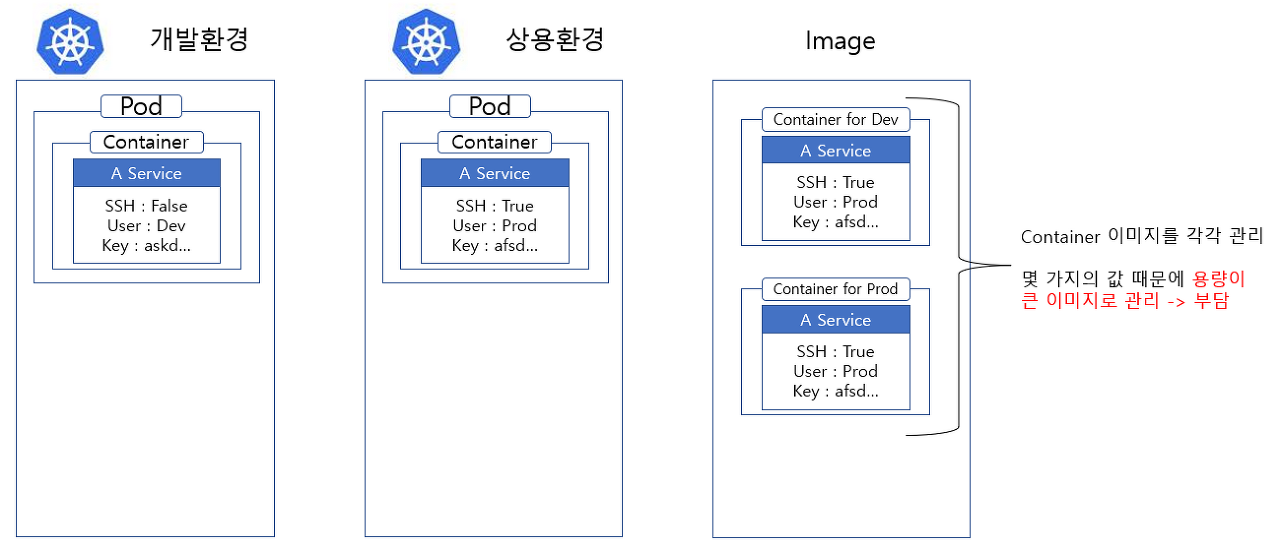 개발환경
Pod
Container
A Service
SSH : False
User : Dev
Key : askd...
상용환경
Pod
Container
A Service
SSH : True
User : Prod
Key : afsd...
Image
Container for Dev
A Service
SSH : True
User : Prod
Key : afsd...
Container for Prod
A Service
SSH : True
User : Prod
Key : afsd...
Container 이미지를 각각 관리
몇 가지의 값 때문에 용량이
큰 이미지로 관리 -> 부담